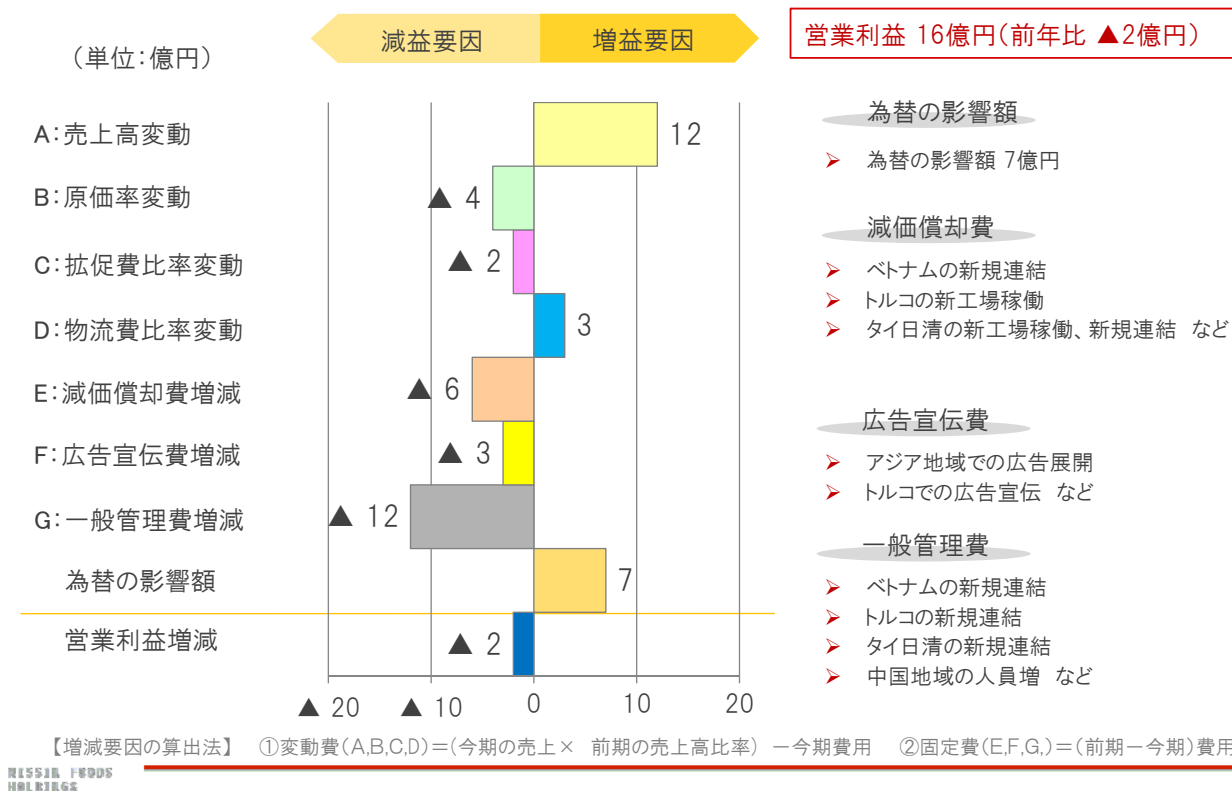 (単位:億円)
減益要因
増益要因
営業利益 16億円(前年比 ▲2億円)
A:売上高変動
12
B:原価率変動
▲ 4
C:拡促費比率変動
▲ 2
D:物流費比率変動
3
E:減価償却費増減
▲ 6
F:広告宣伝費増減
▲ 3
G:一般管理費増減
▲ 12
為替の影響額
7
営業利益増減
▲ 2
▲ 20
▲ 10
0
10
20
為替の影響額
➢ 為替の影響額 7億円
減価償却費
➢ ベトナムの新規連結
➢ トルコの新工場稼働
➢ タイ日清の新工場稼働、新規連結 など
広告宣伝費
➢ アジア地域での広告展開
➢ トルコでの広告宣伝 など
一般管理費
➢ ベトナムの新規連結
➢ トルコの新規連結
➢ タイ日清の新規連結
➢ 中国地域の人員増 など
【増減要因の算出法】 ①変動費(A,B,C,D)=(今期の売上× 前期の売上高比率) -今期費用 ②固定費(E,F,G,)=(前期-今期)費用
NISSIN FOODS
HOLDINGS